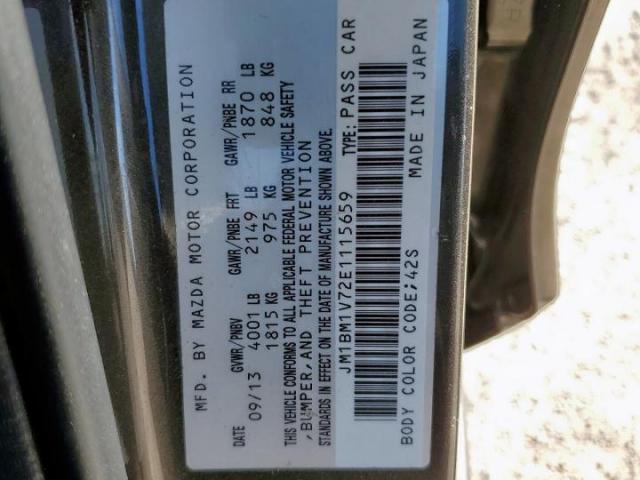 MFD. BY MAZDA MOTOR CORPORATION
DATE GVWR/PNBV GAWR/PNBE FRT GAWR/PNBE RR
09/13 4001 LB 2149 LB 1870 LB
1815 KG 975 KG 848 KG
THIS VEHICLE CONFORMS TO ALL APPLICABLE FEDERAL MOTOR VEHICLE SAFETY
, BUMPER, AND THEFT PREVENTION
STANDARDS IN EFFECT ON THE DATE OF MANUFACTURE SHOWN ABOVE.
JM1BM1V72E1115659 TYPE: PASS CAR
BODY COLOR CODE;42S MADE IN JAPAN